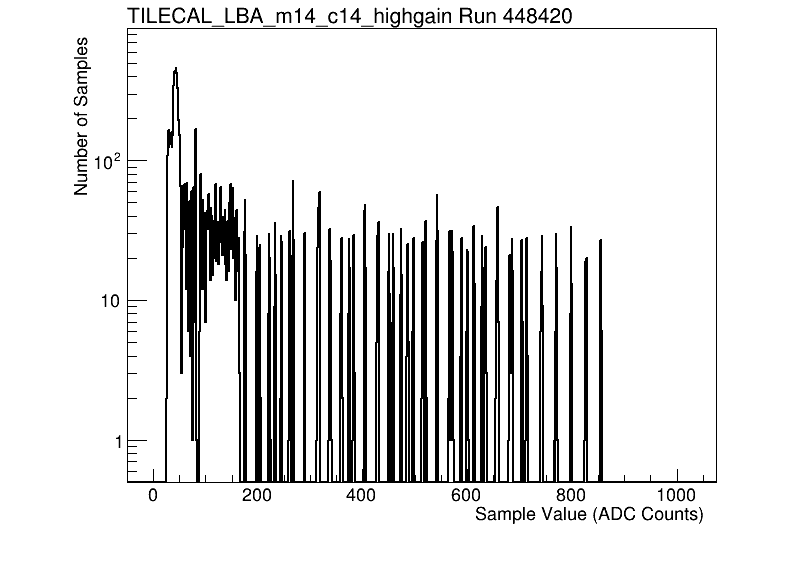 TILECAL_LBA_m14_c14_highgain Run 448420
Number of Samples
10²
10
1
0 200 400 600 800 1000
Sample Value (ADC Counts)